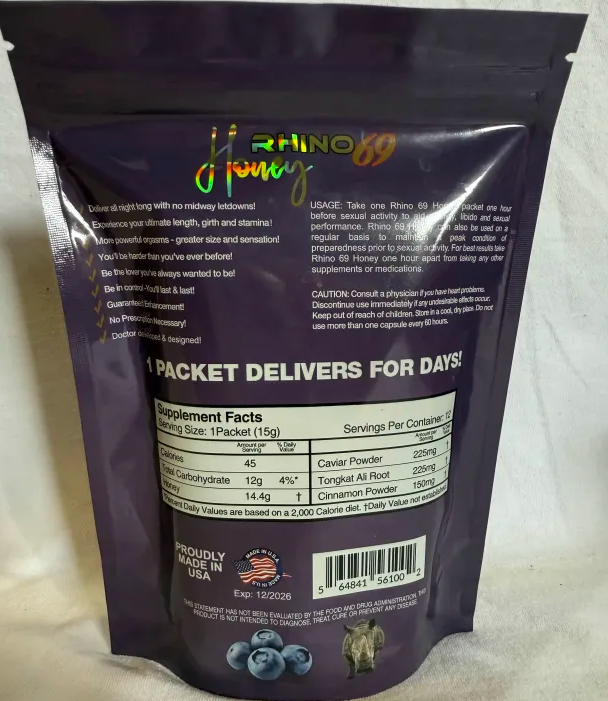 RHINO 69
Honey
Deliver all night long with no midway letdowns!
Experience your ultimate length, girth and stamina!
More powerful orgasms - greater size and sensation!
You'll be harder than you've ever before!
Be the lover you've always wanted to be!
Be in control-You'll last & last!
Guaranteed Enhancement!
No Prescription Necessary!
Doctor & designed!
USAGE: Take one Rhino 69 Honey packet one hour
before sexual activity to aid libido and sexual
performance. Rhino 69 Honey can also be used on a
regular basis to maintain a peak condition of
preparedness prior to sexual activity. For best results take
Rhino 69 Honey one hour apart from taking any other
supplements or medications.
CAUTION: Consult a physician if you have heart problems.
Discontinue use immediately if any undesirable effects occur.
Keep out of reach of children. Store in a cool, dry place. Do not
use more than one capsule every 60 hours.
1 PACKET DELIVERS FOR DAYS!
Supplement Facts
Serving Size: 1Packet (15g)
Servings Per Container: 12
Amount per Serving % Daily Value
Calories 45
Total Carbohydrate 12g 4%*
Honey 14.4g †
Amount per Serving
Caviar Powder 225mg
Tongkat Ali Root 225mg
Cinnamon Powder 150mg
Percent Daily Values are based on a 2,000 Calorie diet. †Daily Value not established
PROUDLY
MADE IN
USA
MADE IN U.S.A
MADE IN U.S.A
Exp: 12/2026
5 64841 56100 2
THIS STATEMENT HAS NOT BEEN EVALUATED BY THE FOOD AND DRUG ADMINISTRATION. THIS
PRODUCT IS NOT INTENDED TO DIAGNOSE, TREAT, CURE OR PREVENT ANY DISEASE.